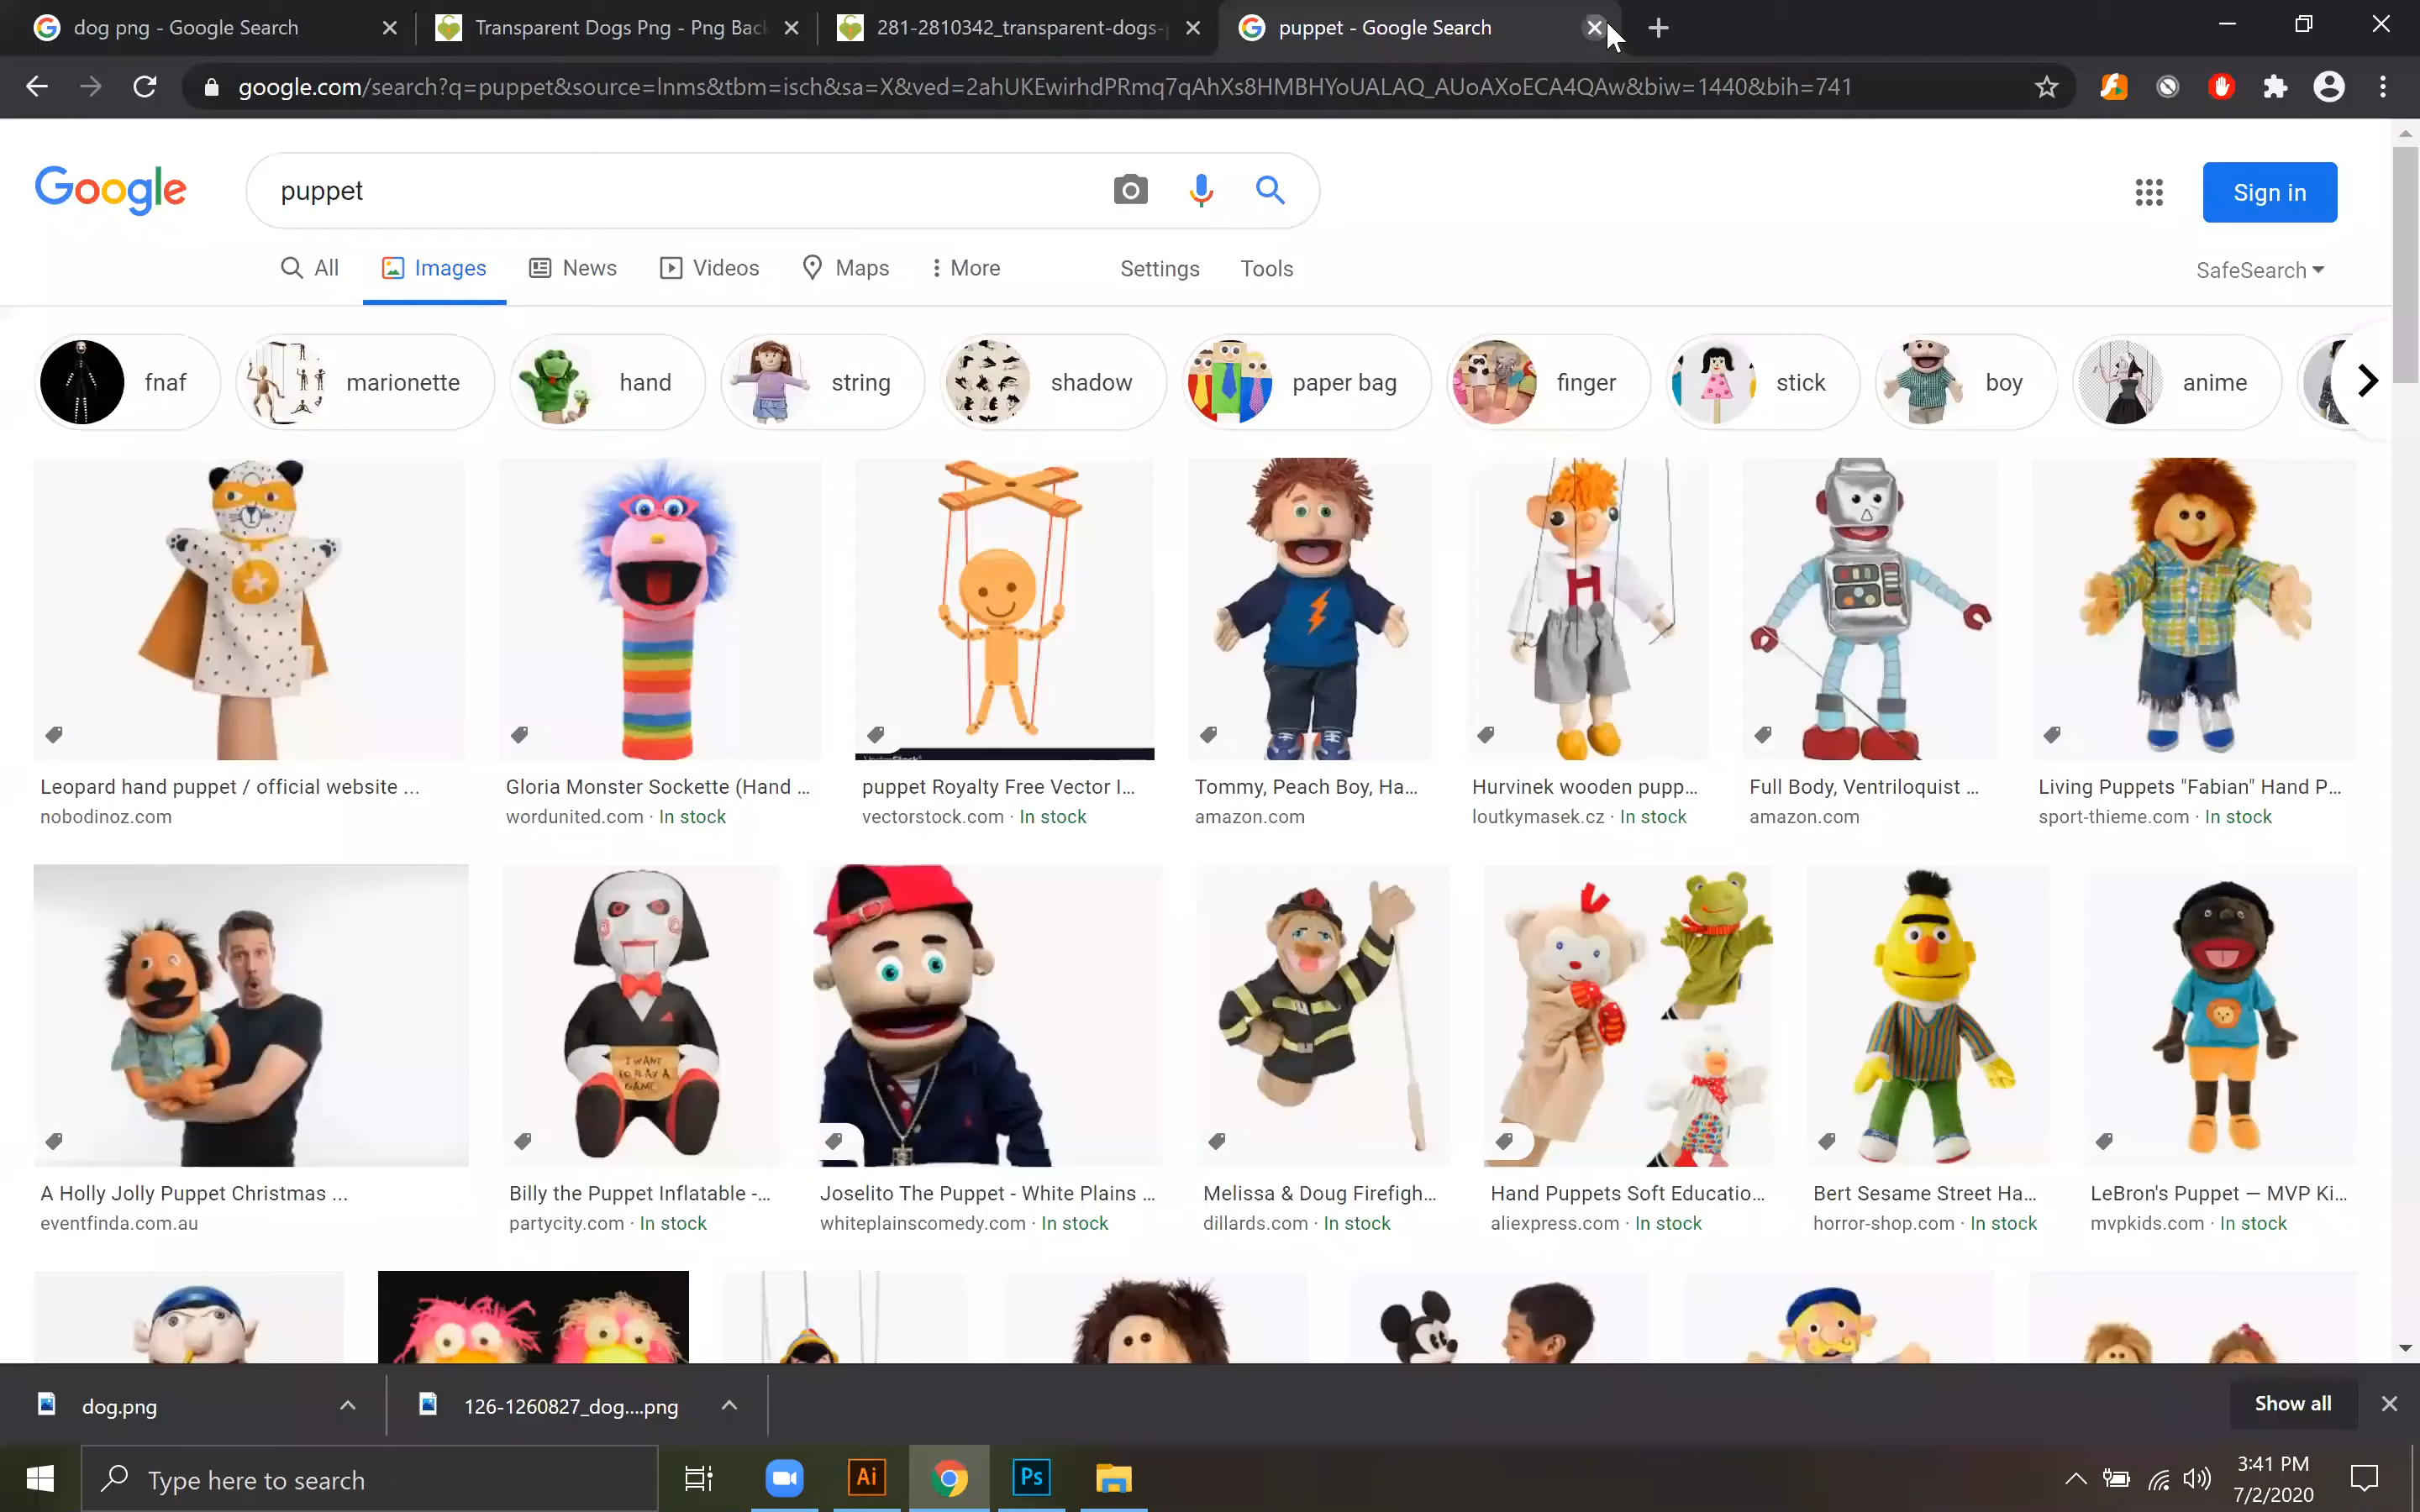 dog png - Google Search
Transparent Dogs Png - Png Bac
281-2810342_transparent-dogs-
puppet - Google Search
google.com/search?q=puppet&source=lnms&tbm=isch&sa=X&ved=2ahUKEwirhdPRmq7qAhXs8HMBHYoUALAQ_AUoAXoECA4QAw&biw=1440&bih=741
Google
puppet
Sign in
All
Images
News
Videos
Maps
More
Settings
Tools
SafeSearch
fnaf
marionette
hand
string
shadow
paper bag
finger
stick
boy
anime
H
Leopard hand puppet / official website ...
nobodinoz.com
Gloria Monster Sockette (Hand ...
wordunited.com · In stock
puppet Royalty Free Vector I...
vectorstock.com · In stock
Tommy, Peach Boy, Ha...
amazon.com
Hurvinek wooden pupp...
loutkymasek.cz · In stock
Full Body, Ventriloquist ...
amazon.com
Living Puppets "Fabian" Hand P...
sport-thieme.com · In stock
I WANT
TO PLAY A
GAME
A Holly Jolly Puppet Christmas ...
eventfinda.com.au
Billy the Puppet Inflatable -...
partycity.com · In stock
Joselito The Puppet - White Plains ...
whiteplainscomedy.com · In stock
Melissa & Doug Firefigh...
dillards.com · In stock
Hand Puppets Soft Educatio...
aliexpress.com · In stock
Bert Sesame Street Ha...
horror-shop.com · In stock
LeBron's Puppet — MVP Ki...
mvpkids.com · In stock
dog.png
126-1260827_dog....png
Show all
Type here to search
Ai
Ps
3:41 PM
7/2/2020